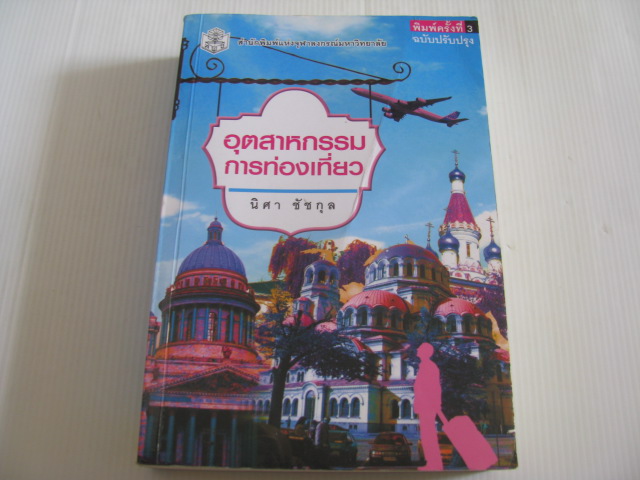 สำนักพิมพ์แห่งจุฬาลงกรณ์มหาวิทยาลัย
พิมพ์ครั้งที่ 3
ฉบับปรับปรุง
อุตสาหกรรม
การท่องเที่ยว
นิศา ชัชกุล